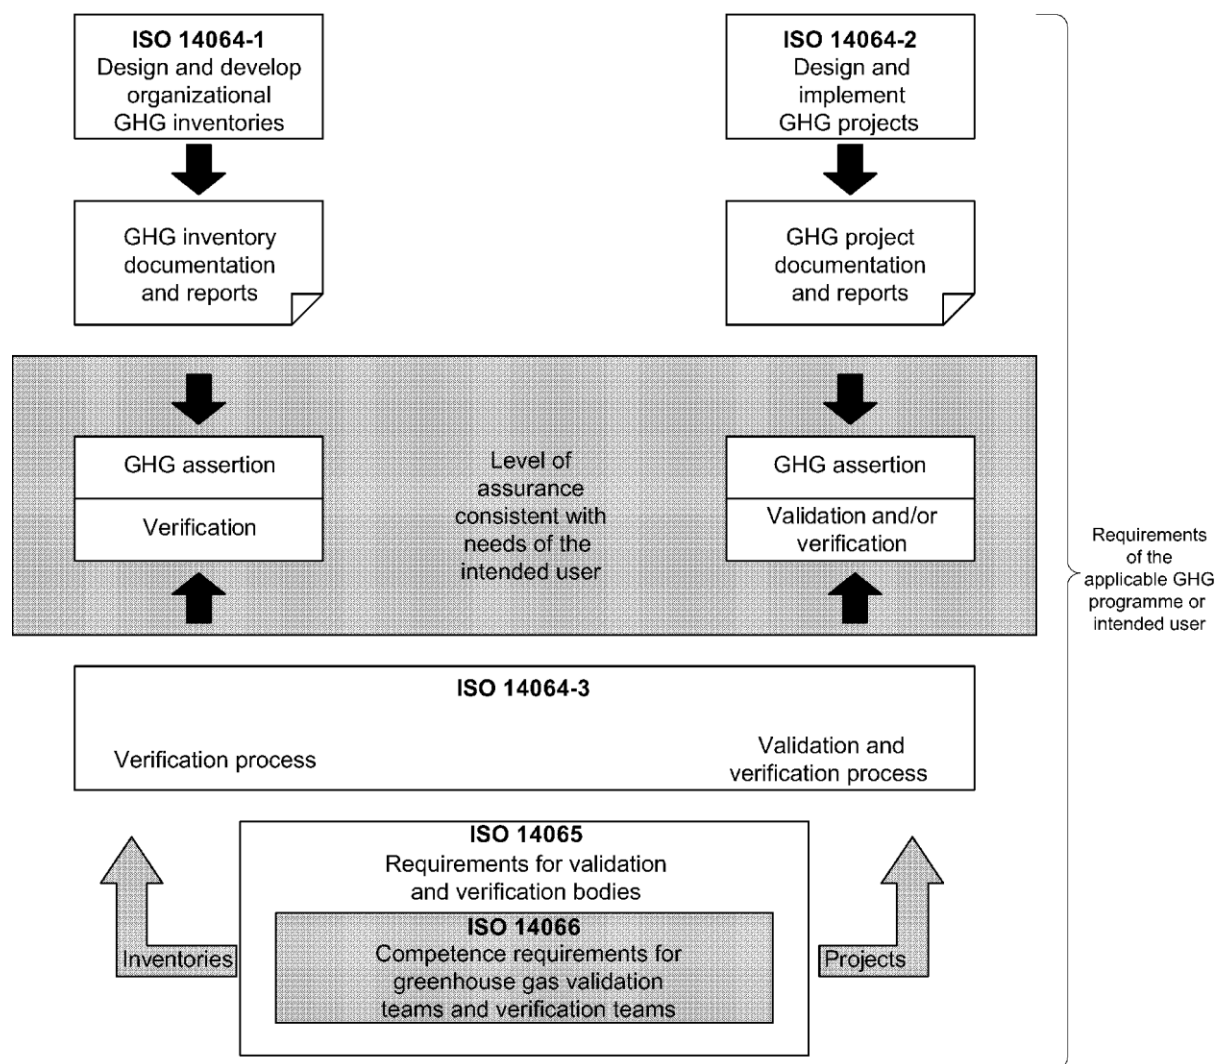 ISO 14064-1
Design and develop
organizational
GHG inventories
ISO 14064-2
Design and
implement
GHG projects
GHG inventory
documentation
and reports
GHG project
documentation
and reports
GHG assertion
Verification
Level of
assurance
consistent with
needs of the
intended user
GHG assertion
Validation and/or
verification
Requirements
of the
applicable GHG
programme or
intended user
ISO 14064-3
Verification process
Validation and
verification process
ISO 14065
Requirements for validation
and verification bodies
ISO 14066
Competence requirements for
greenhouse gas validation
teams and verification teams
Inventories
Projects